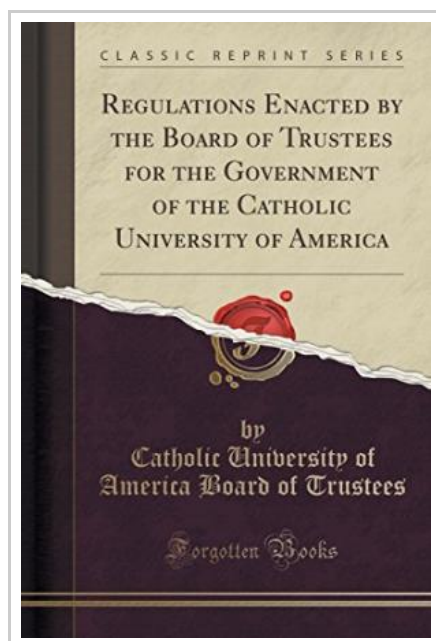 CLASSIC REPRINT SERIES
REGULATIONS ENACTED BY
THE BOARD OF TRUSTEES
FOR THE GOVERNMENT
OF THE CATHOLIC
UNIVERSITY OF AMERICA
by
Catholic University of
America Board of Trustees
Forgotten Books